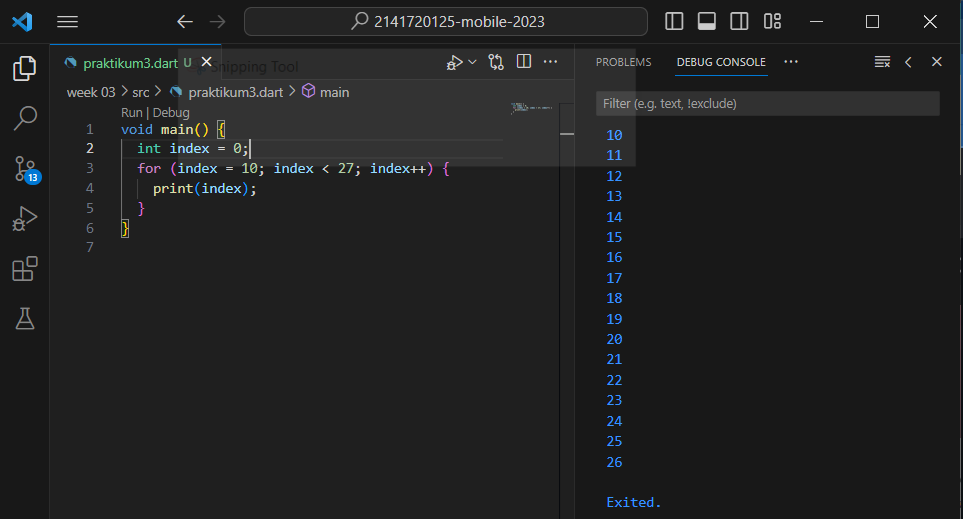 2141720125-mobile-2023
praktikum3.dart U
Snipping Tool
week 03 > src > praktikum3.dart > main
Run | Debug
1 void main() {
2 int index = 0;
3 for (index = 10; index < 27; index++) {
4 print(index);
5 }
6 }
7
13
PROBLEMS DEBUG CONSOLE
Filter (e.g. text, !exclude)
10
11
12
13
14
15
16
17
18
19
20
21
22
23
24
25
26
Exited.